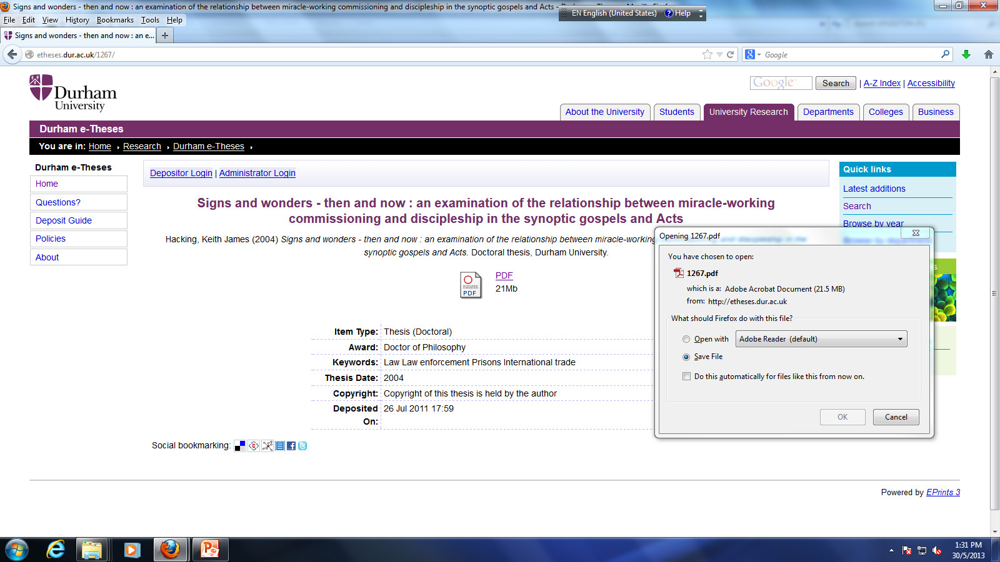 Signs and wonders - then and now : an examination of the relationship between miracle-working commissioning and discipleship in the synoptic gospels and Acts -
EN English (United States) Help
File Edit View History Bookmarks Tools Help
Signs and wonders - then and now : an e...
etheses.dur.ac.uk/1267/
Google
Durham
University
Google Search | A-Z Index | Accessibility
About the University Students University Research Departments Colleges Business
Durham e-Theses
You are in: Home Research Durham e-Theses
Durham e-Theses
Home
Questions?
Deposit Guide
Policies
About
Depositor Login | Administrator Login
Signs and wonders - then and now : an examination of the relationship between miracle-working
commissioning and discipleship in the synoptic gospels and Acts
Hacking, Keith James (2004) Signs and wonders - then and now : an examination of the relationship between miracle-working
synoptic gospels and Acts. Doctoral thesis, Durham University.
PDF
PDF
21Mb
Item Type: Thesis (Doctoral)
Award: Doctor of Philosophy
Keywords: Law Law enforcement Prisons International trade
Thesis Date: 2004
Copyright: Copyright of this thesis is held by the author
Deposited On: 26 Jul 2011 17:59
Social bookmarking:
Quick links
Latest additions
Search
Browse by year
Opening 1267.pdf
You have chosen to open:
1267.pdf
which is a: Adobe Acrobat Document (21.5 MB)
from: http://etheses.dur.ac.uk
What should Firefox do with this file?
Open with Adobe Reader (default)
Save File
Do this automatically for files like this from now on.
OK Cancel
Powered by EPrints 3
1:31 PM
30/5/2013